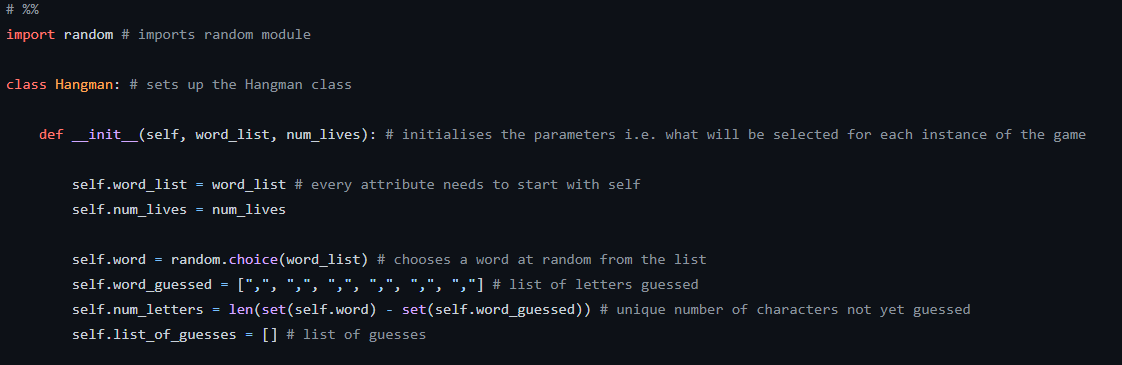 # %%
import random # imports random module
class Hangman: # sets up the Hangman class
def __init__(self, word_list, num_lives): # initialises the parameters i.e. what will be selected for each instance of the game
self.word_list = word_list # every attribute needs to start with self
self.num_lives = num_lives
self.word = random.choice(word_list) # chooses a word at random from the list
self.word_guessed = [",", ",", ",", ",", ",", ","] # list of letters guessed
self.num_letters = len(set(self.word) - set(self.word_guessed)) # unique number of characters not yet guessed
self.list_of_guesses = [] # list of guesses